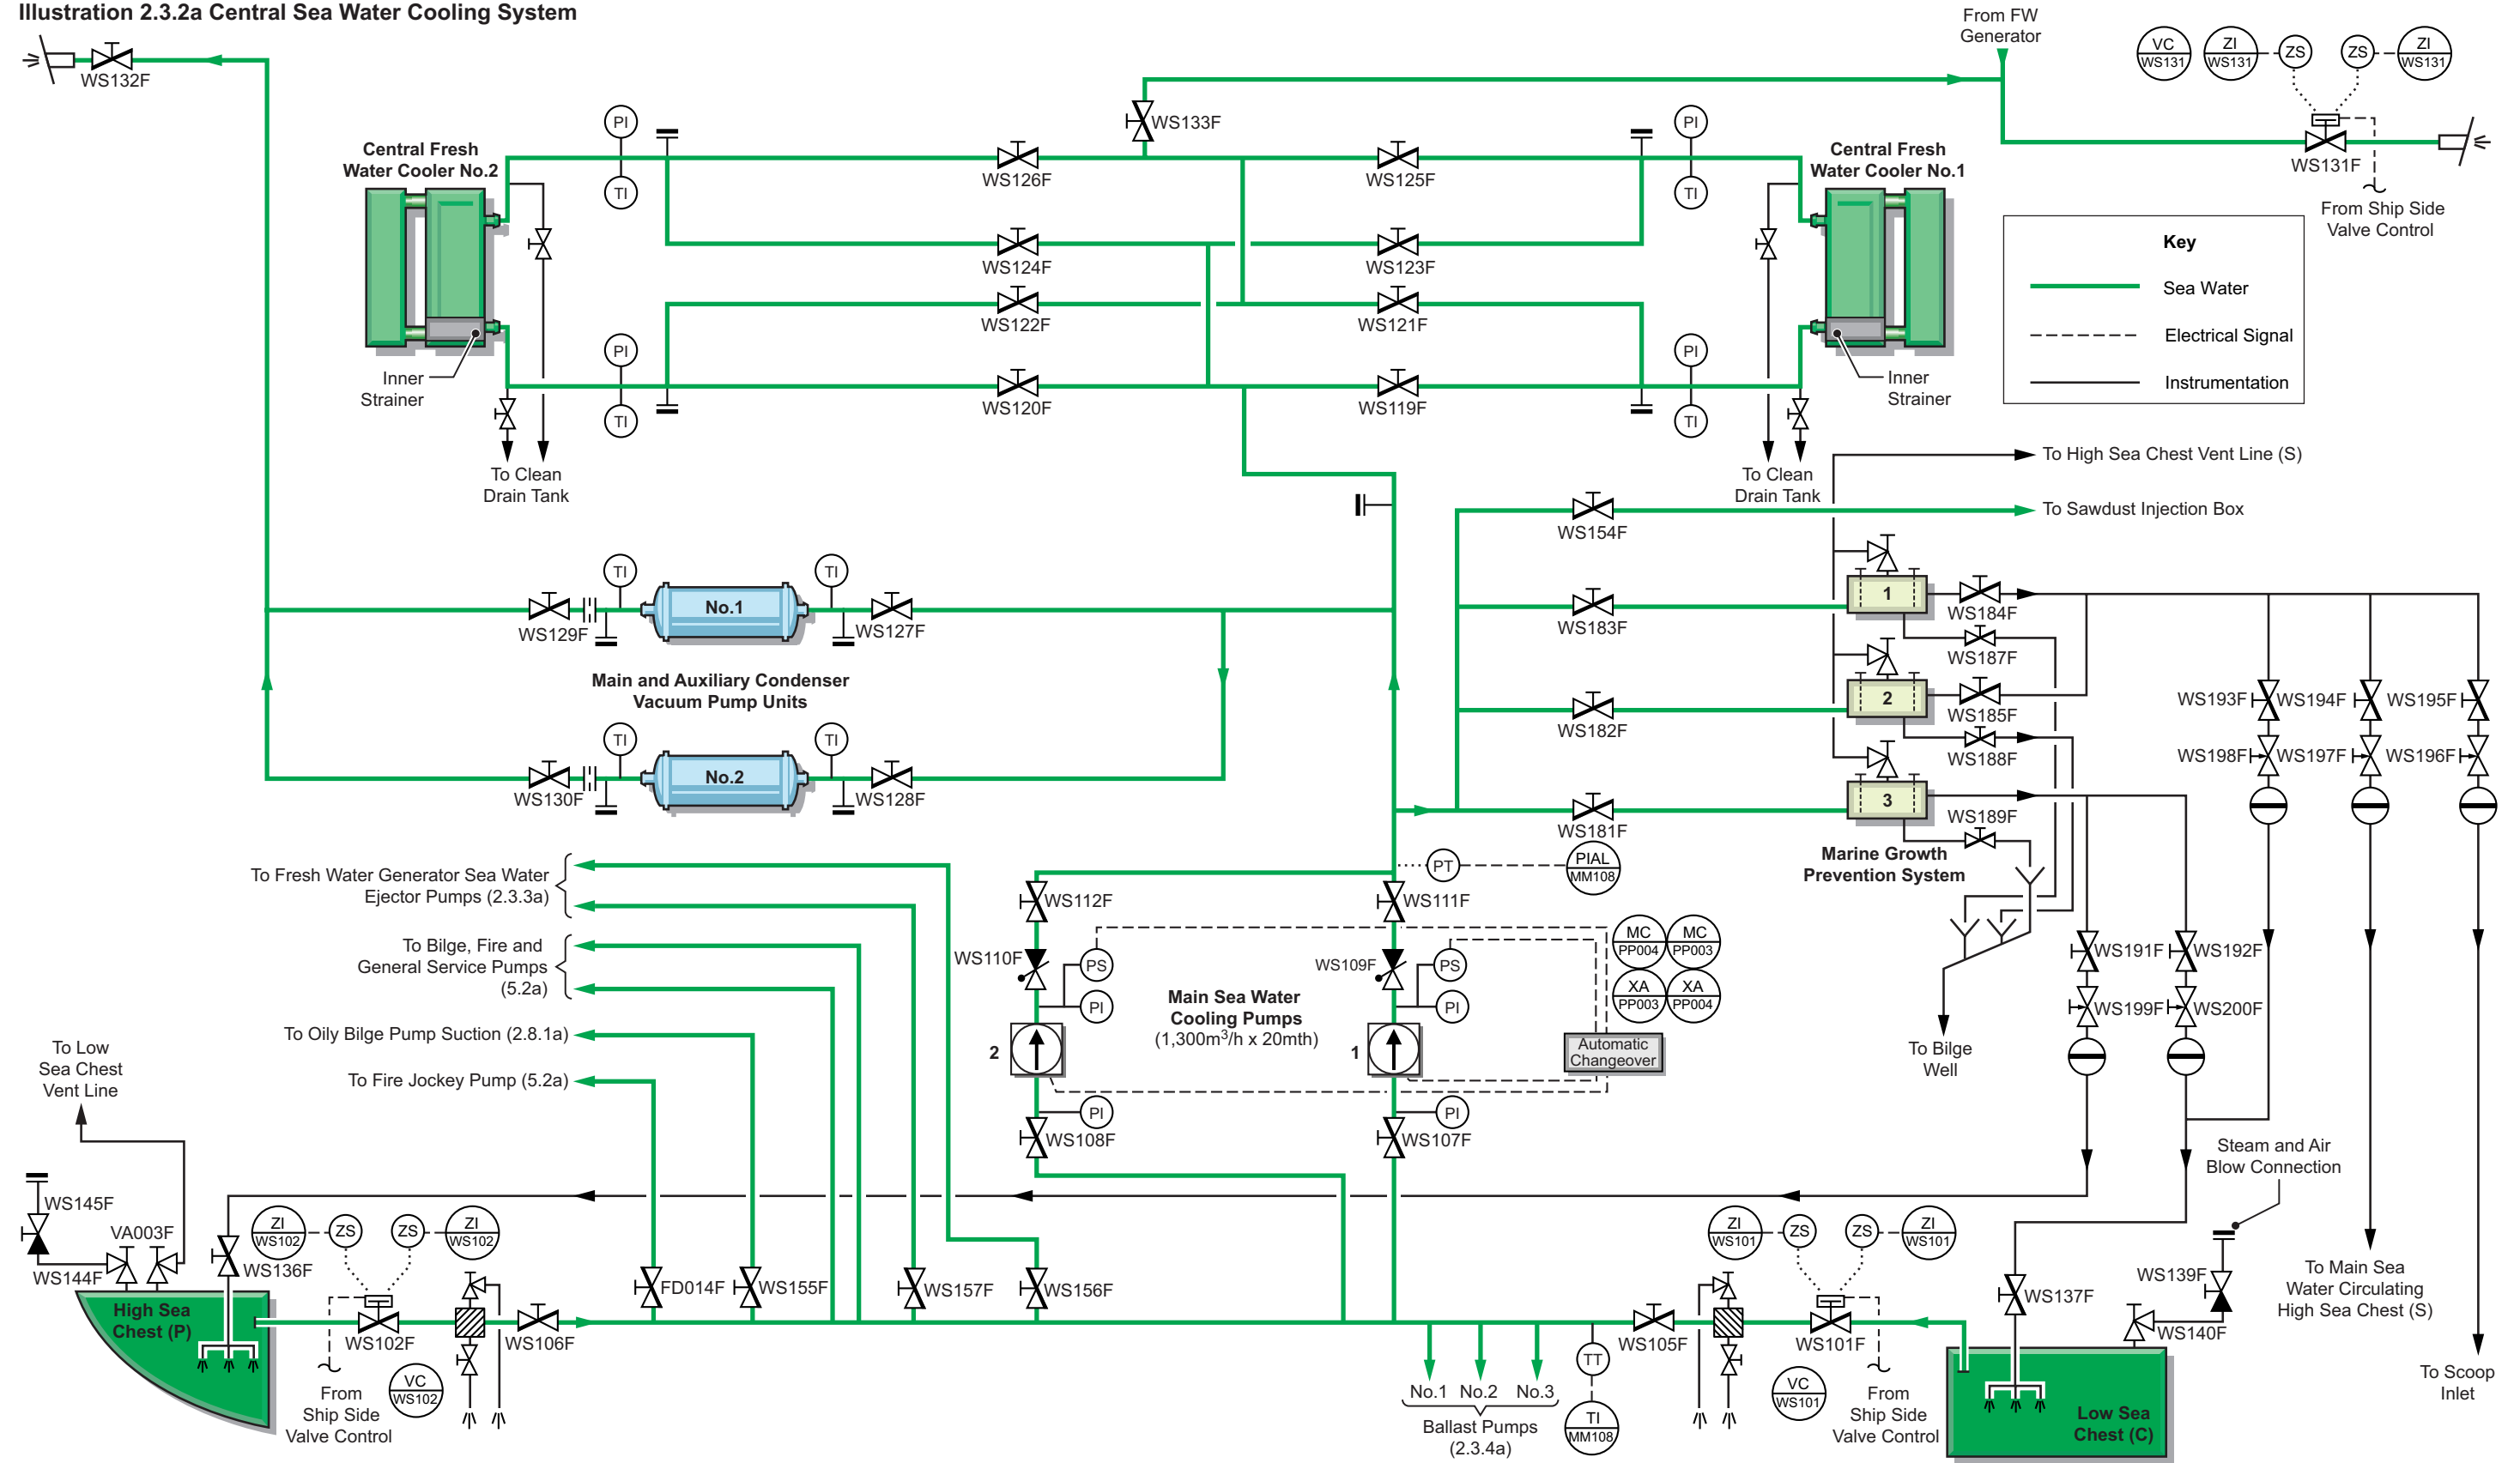 Illustration 2.3.2a Central Sea Water Cooling System
From FW
Generator
VC
WS131
ZI
WS131
ZS
ZS
ZI
WS131
WS132F
WS133F
WS131F
From Ship Side
Valve Control
Central Fresh
Water Cooler No.2
PI
TI
WS126F
WS125F
PI
TI
Central Fresh
Water Cooler No.1
WS124F
WS123F
WS122F
WS121F
PI
TI
WS120F
WS119F
PI
TI
Inner
Strainer
Inner
Strainer
To Clean
Drain Tank
To Clean
Drain Tank
Key
Sea Water
Electrical Signal
Instrumentation
To High Sea Chest Vent Line (S)
To Sawdust Injection Box
WS154F
WS183F
WS182F
WS181F
1
WS184F
WS187F
2
WS185F
WS188F
3
WS189F
Marine Growth
Prevention System
WS193F
WS194F
WS195F
WS198F
WS197F
WS196F
TI
TI
No.1
WS129F
WS127F
Main and Auxiliary Condenser
Vacuum Pump Units
TI
TI
No.2
WS130F
WS128F
To Fresh Water Generator Sea Water
Ejector Pumps (2.3.3a)
To Bilge, Fire and
General Service Pumps
(5.2a)
To Oily Bilge Pump Suction (2.8.1a)
To Fire Jockey Pump (5.2a)
PT
PIAL
MM108
WS112F
WS111F
WS110F
PS
PI
WS109F
PS
PI
Main Sea Water
Cooling Pumps
(1,300m³/h x 20mth)
2
1
MC
PP004
MC
PP003
XA
PP003
XA
PP004
Automatic
Changeover
PI
WS108F
PI
WS107F
To Bilge
Well
WS191F
WS192F
WS199F
WS200F
To Low
Sea Chest
Vent Line
WS145F
VA003F
WS144F
WS136F
ZI
WS102
ZS
ZS
ZI
WS102
High Sea
Chest (P)
WS102F
WS106F
VC
WS102
From
Ship Side
Valve Control
FD014F
WS155F
WS157F
WS156F
No.1
No.2
No.3
Ballast Pumps
(2.3.4a)
TT
TI
MM108
WS105F
ZI
WS101
ZS
ZS
ZI
WS101
WS101F
VC
WS101
From
Ship Side
Valve Control
WS137F
Steam and Air
Blow Connection
WS139F
WS140F
Low Sea
Chest (C)
To Main Sea
Water Circulating
High Sea Chest (S)
To Scoop
Inlet